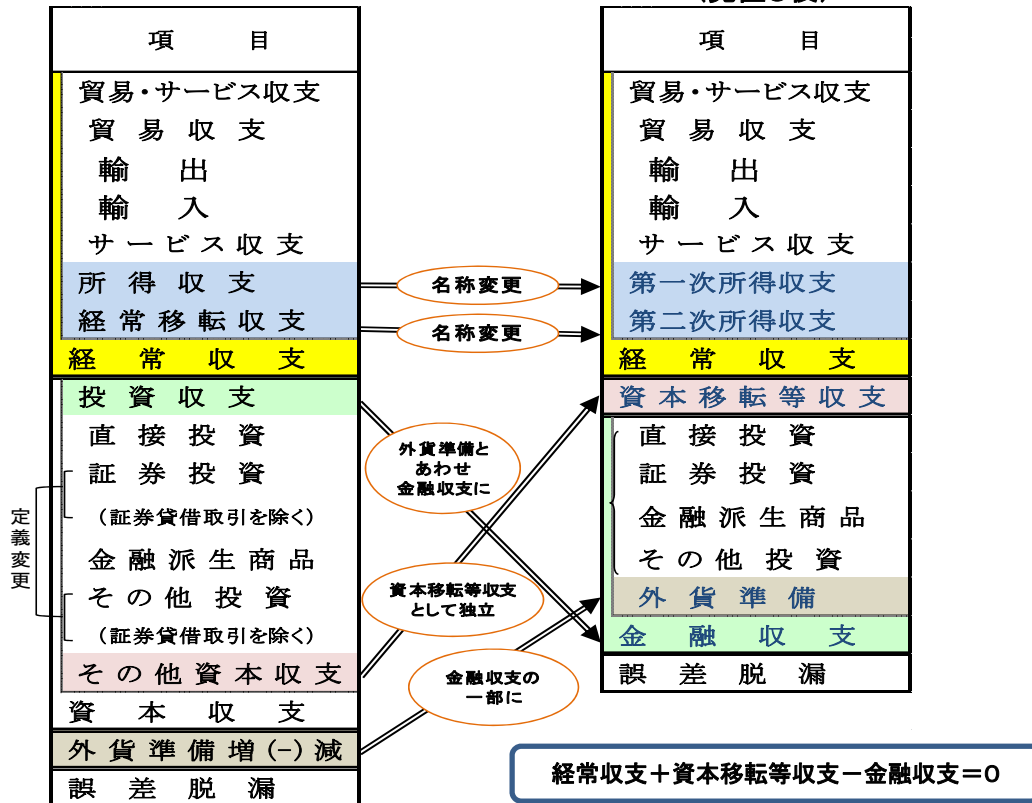 項 目
貿易・サービス収支
貿 易 収 支
輸 出
輸 入
サ ー ビ ス 収 支
所 得 収 支
経 常 移 転 収 支
経 常 収 支
投 資 収 支
直 接 投 資
証 券 投 資
（証券貸借取引を除く）
金 融 派 生 商 品
そ の 他 投 資
（証券貸借取引を除く）
そ の 他 資 本 収 支
資 本 収 支
外 貨 準 備 増 (−) 減
誤 差 脱 漏
定義変更
名称変更
名称変更
外貨準備と
あわせ
金融収支に
資本移転等収支
として独立
金融収支の
一部に
項 目
貿易・サービス収支
貿 易 収 支
輸 出
輸 入
サ ー ビ ス 収 支
第一次所得収支
第二次所得収支
経 常 収 支
資 本 移 転 等 収 支
直 接 投 資
証 券 投 資
金 融 派 生 商 品
そ の 他 投 資
外 貨 準 備
金 融 収 支
誤 差 脱 漏
経常収支＋資本移転等収支－金融収支＝０